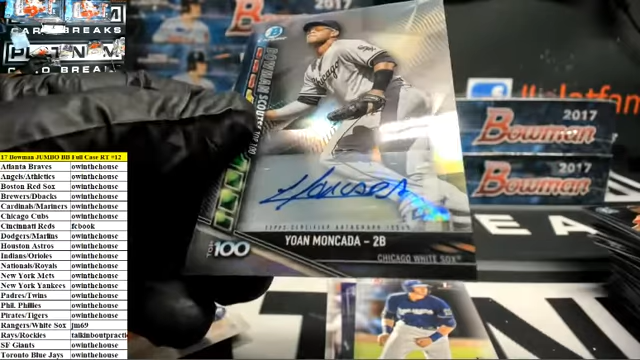 CARD BREAKS
CARD BREAKS
Bowman
17 Bowman JUMBO BB Full Case RT #12
Atlanta Braves owinthehouse
Angels/Athletics owinthehouse
Boston Red Sox owinthehouse
Brewers/Dbacks owinthehouse
Cardinals/Mariners owinthehouse
Chicago Cubs owinthehouse
Cincinnati Reds fcbook
Dodgers/Marlins owinthehouse
Houston Astros owinthehouse
Indians/Orioles owinthehouse
Nationals/Royals owinthehouse
New York Mets owinthehouse
New York Yankees owinthehouse
Padres/Twins owinthehouse
Phil. Phillies owinthehouse
Pirates/Tigers owinthehouse
Rangers/White Sox jm69
Rays/Rockies talkinboutpracti
SF Giants owinthehouse
Toronto Blue Jays owinthehouse
BOWMAN SCOUTS' TOP 100
Chicago
TOPPS CERTIFIED AUTOGRAPH ISSUE
YOAN MONCADA – 2B
TOP 100
CHICAGO WHITE SOX
2017
Bowman
2017
Bowman